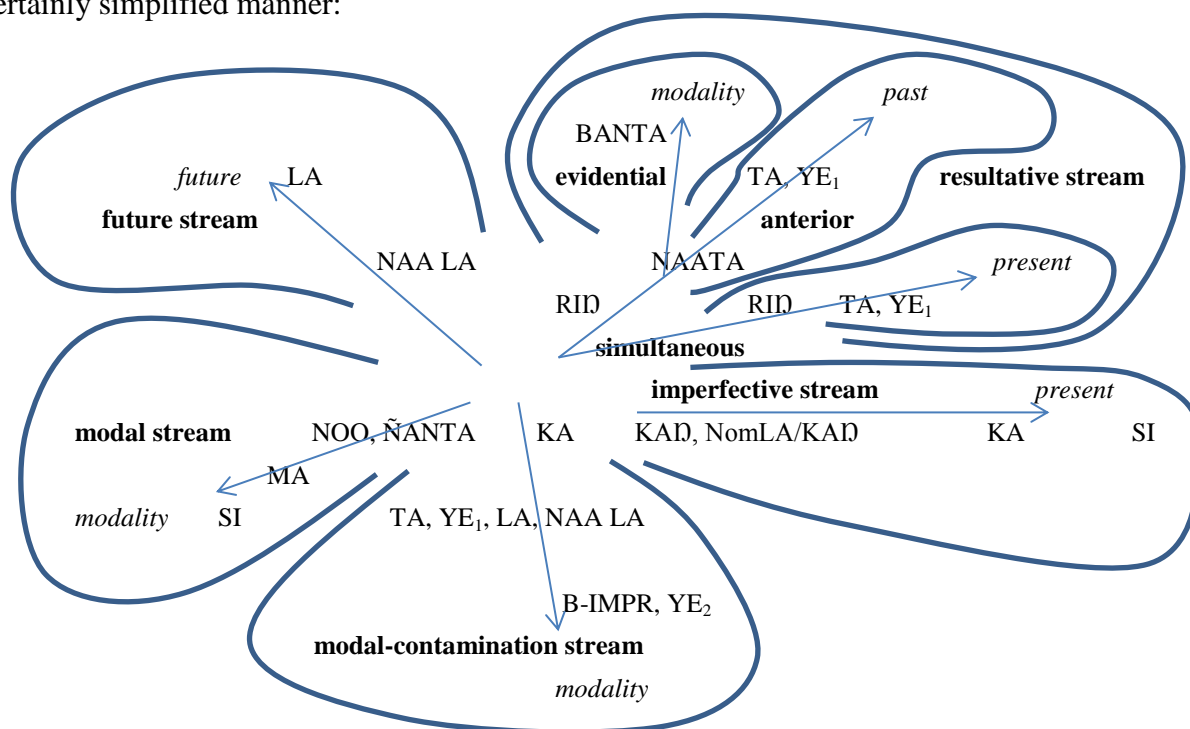 ertainly simplified manner:
modality past
BANTA
future LA evidential TA, YE₁ resultative stream
future stream anterior
NAA LA NAATA present
RIŊ RIŊ TA, YE₁
simultaneous
imperfective stream present
modal stream NOO, ÑANTA KA KAŊ, NomLA/KAŊ KA SI
MA
modality SI TA, YE₁, LA, NAA LA
B-IMPR, YE₂
modal-contamination stream
modality